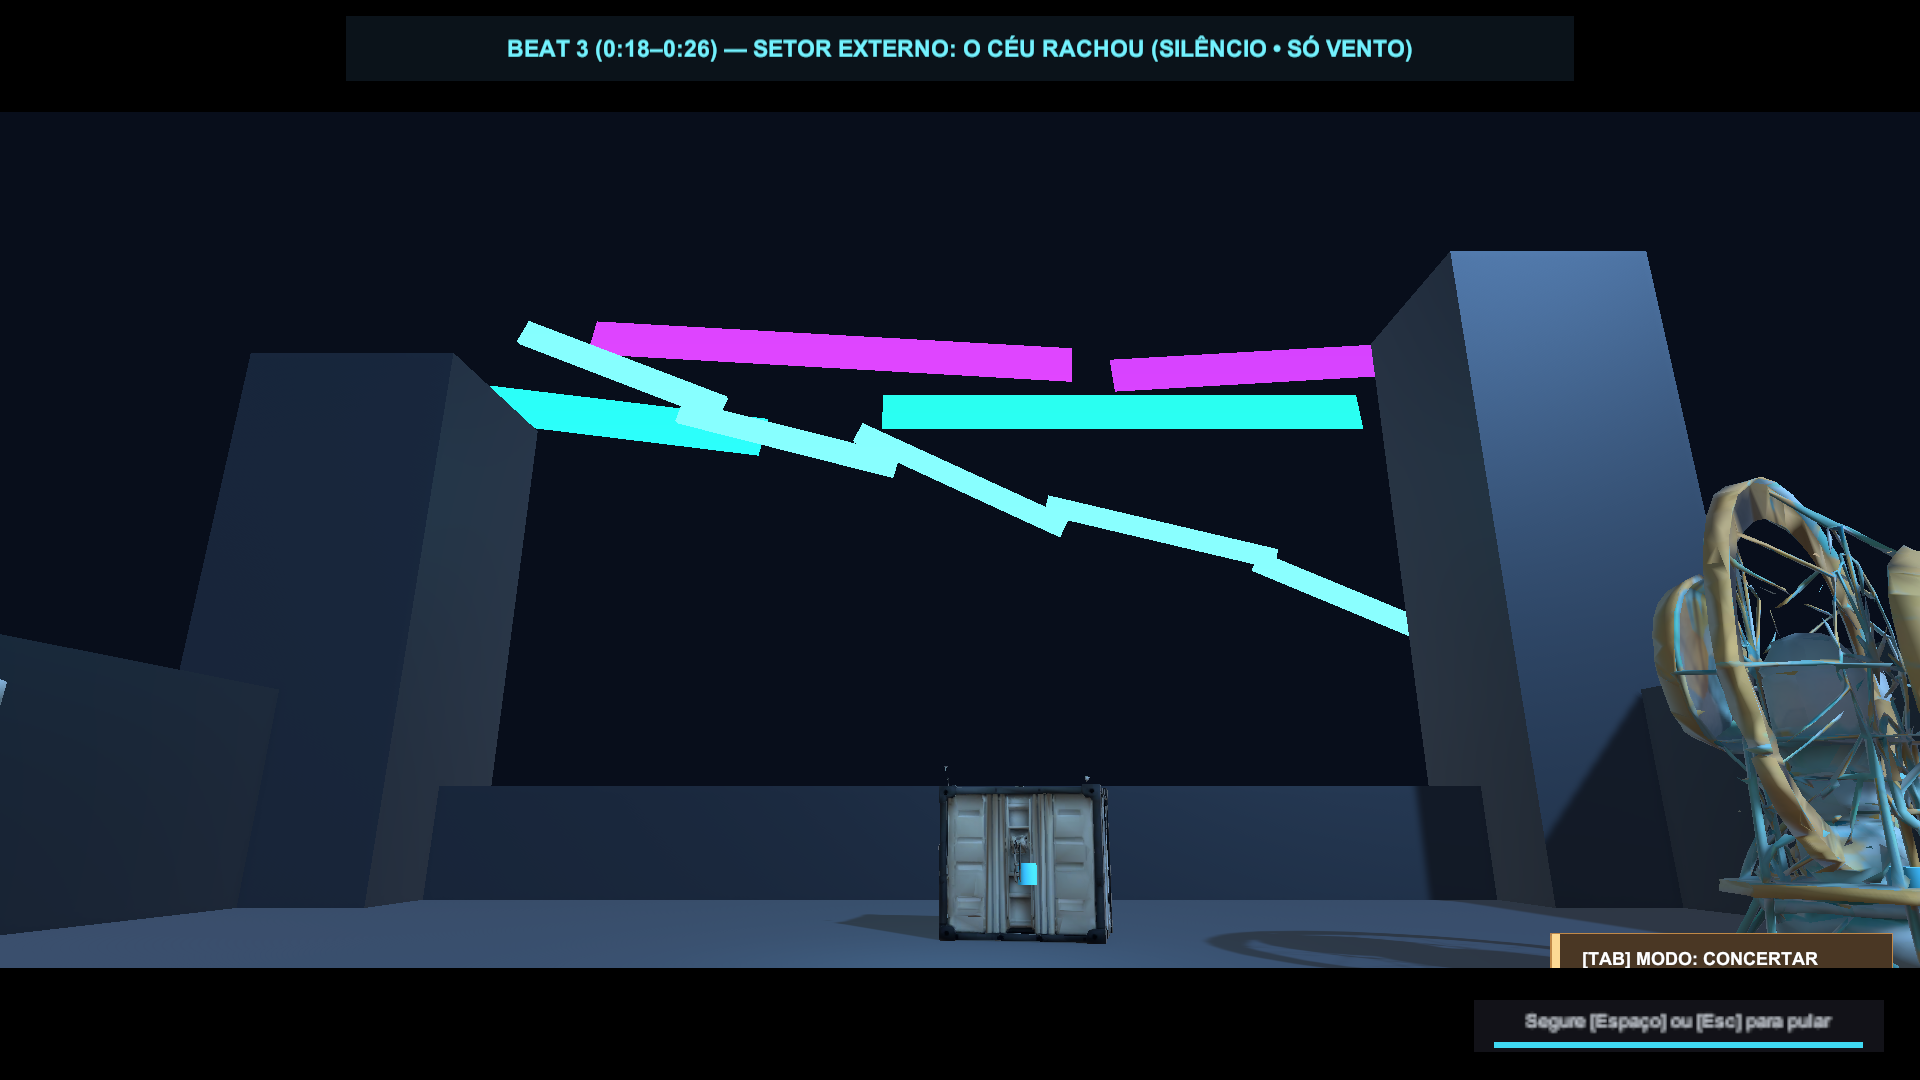 BEAT 3 (0:18–0:26) — SETOR EXTERNO: O CÉU RACHOU (SILÊNCIO • SÓ VENTO)
[TAB] MODO: CONCERTAR
Segure [Espaço] ou [Esc] para pular